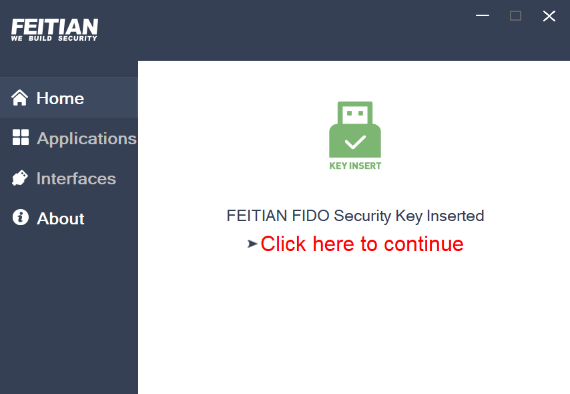 FEITIAN
WE BUILD SECURITY
Home
Applications
Interfaces
About
KEY INSERT
FEITIAN FIDO Security Key Inserted
➤Click here to continue